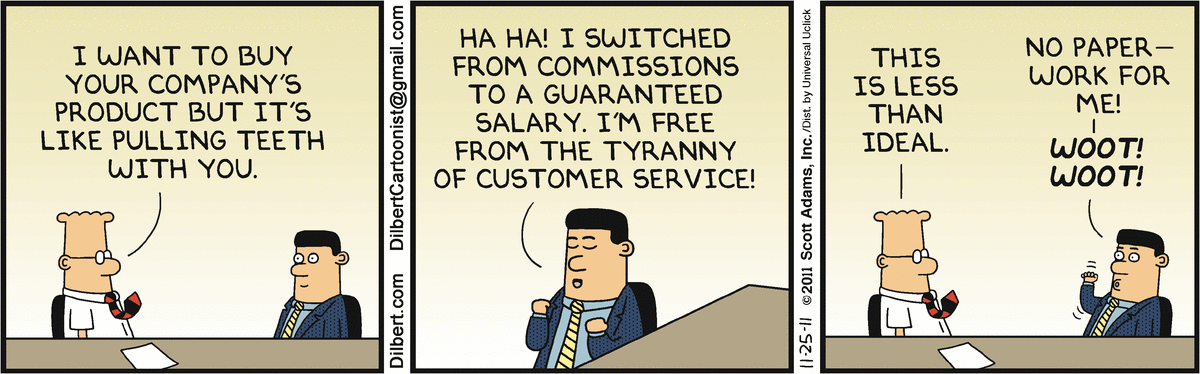 I WANT TO BUY
YOUR COMPANY'S
PRODUCT BUT IT'S
LIKE PULLING TEETH
WITH YOU.
Dilbert.com DilbertCartoonist@gmail.com
HA HA! I SWITCHED
FROM COMMISSIONS
TO A GUARANTEED
SALARY. I'M FREE
FROM THE TYRANNY
OF CUSTOMER SERVICE!
11-25-11 ©2011 Scott Adams, Inc. /Dist. by Universal Uclick
THIS
IS LESS
THAN
IDEAL.
NO PAPER—
WORK FOR
ME!
WOOT!
WOOT!